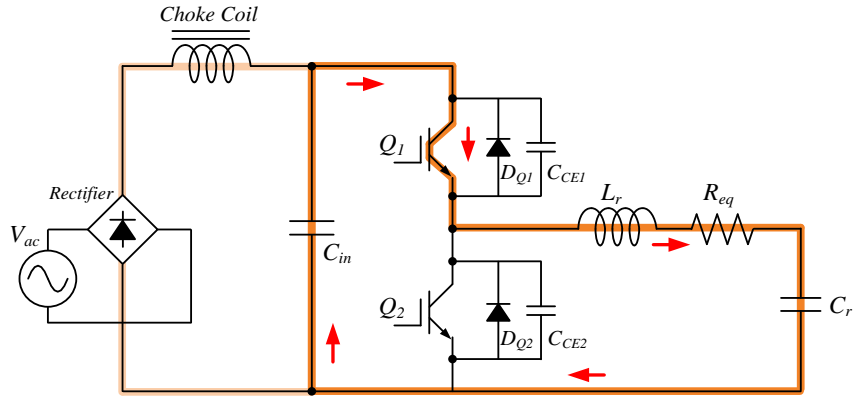 Choke Coil
Q1
DQ1
CCE1
Rectifier
Lr
Req
Vac
Cin
Q2
DQ2
CCE2
Cr